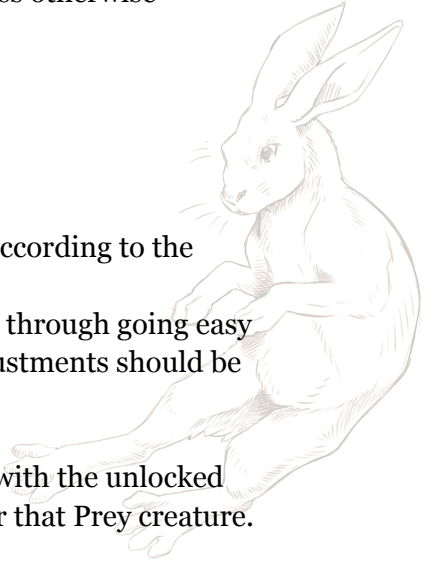 otherwise
ccording to the
through going easy
ustments should be
with the unlocked
r that Prey creature.